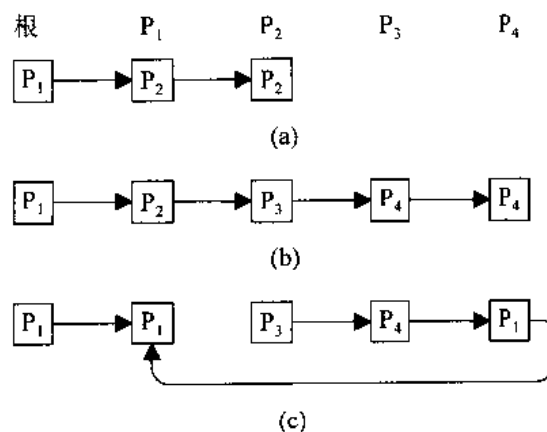 根 P₁ P₂ P₃ P₄
P₁ P₂ P₂
(a)
P₁ P₂ P₃ P₄ P₄
(b)
P₁ P₁ P₃ P₄ P₁
(c)